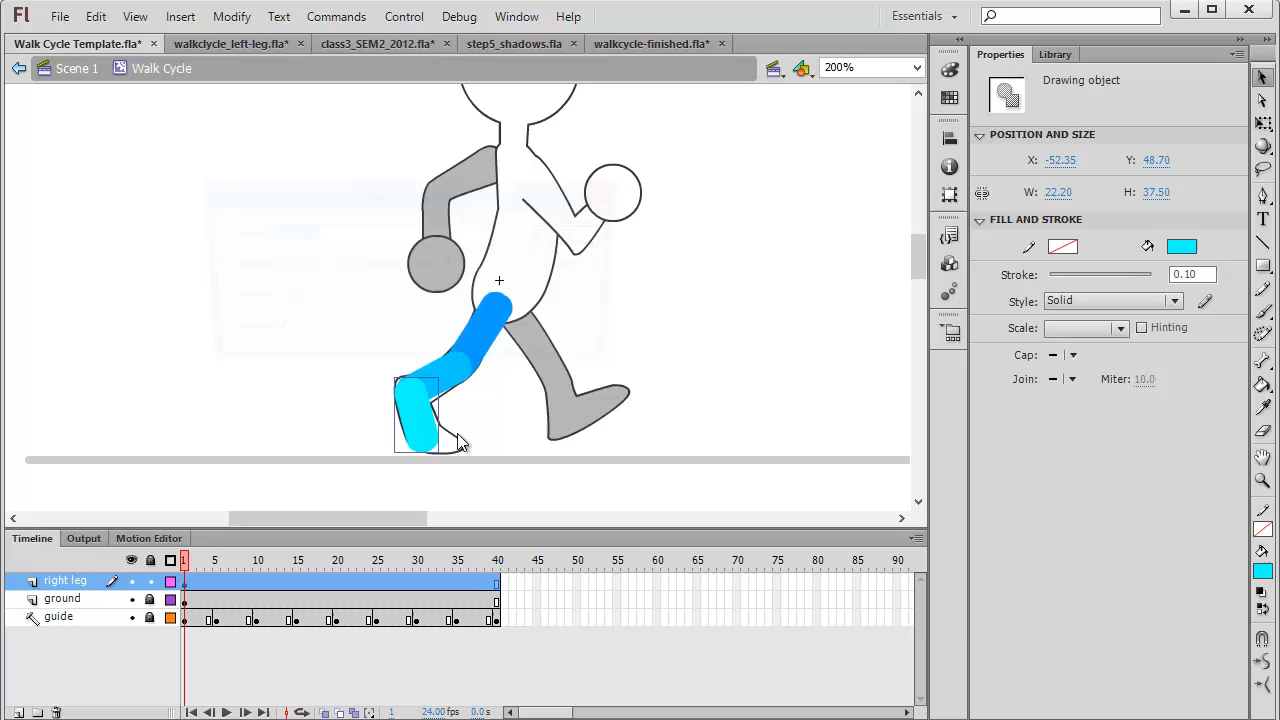 Fl File Edit View Insert Modify Text Commands Control Debug Window Help Essentials
Walk Cycle Template.fla* × walkclycle_left-leg.fla* × class3_SEM2_2012.fla* × step5_shadows.fla × walkcycle-finished.fla* ×
Scene 1 Walk Cycle 200%
Properties Library
Drawing object
POSITION AND SIZE
X: -52.35 Y: 48.70
W: 22.20 H: 37.50
FILL AND STROKE
Stroke: 0.10
Style: Solid
Scale: Hinting
Cap:
Join: Miter: 10.0
Timeline Output Motion Editor
1 5 10 15 20 25 30 35 40 45 50 55 60 65 70 75 80 85 90
right leg
ground
guide
1 24.00 fps 0.0 s